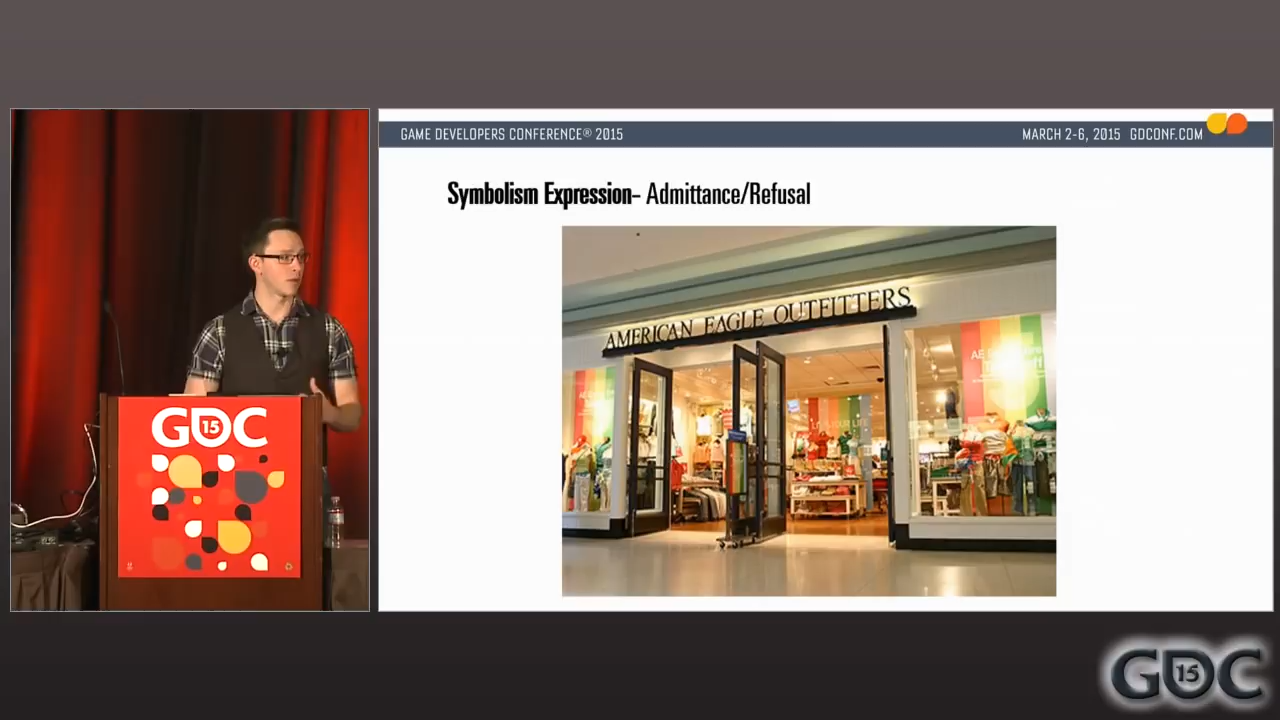 GAME DEVELOPERS CONFERENCE® 2015
MARCH 2-6, 2015 GDCONF.COM
Symbolism Expression– Admittance/Refusal
AMERICAN EAGLE OUTFITTERS
GDC
15
GDC
15